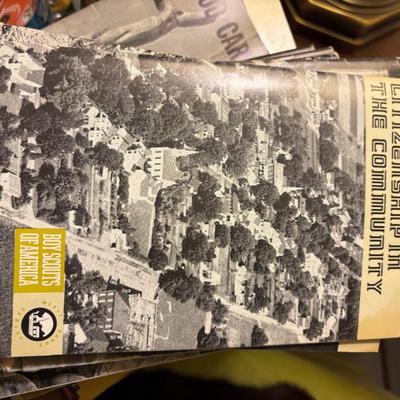 CITIZENSHIP IN
THE COMMUNITY
BOY SCOUTS
OF AMERICA
CAR